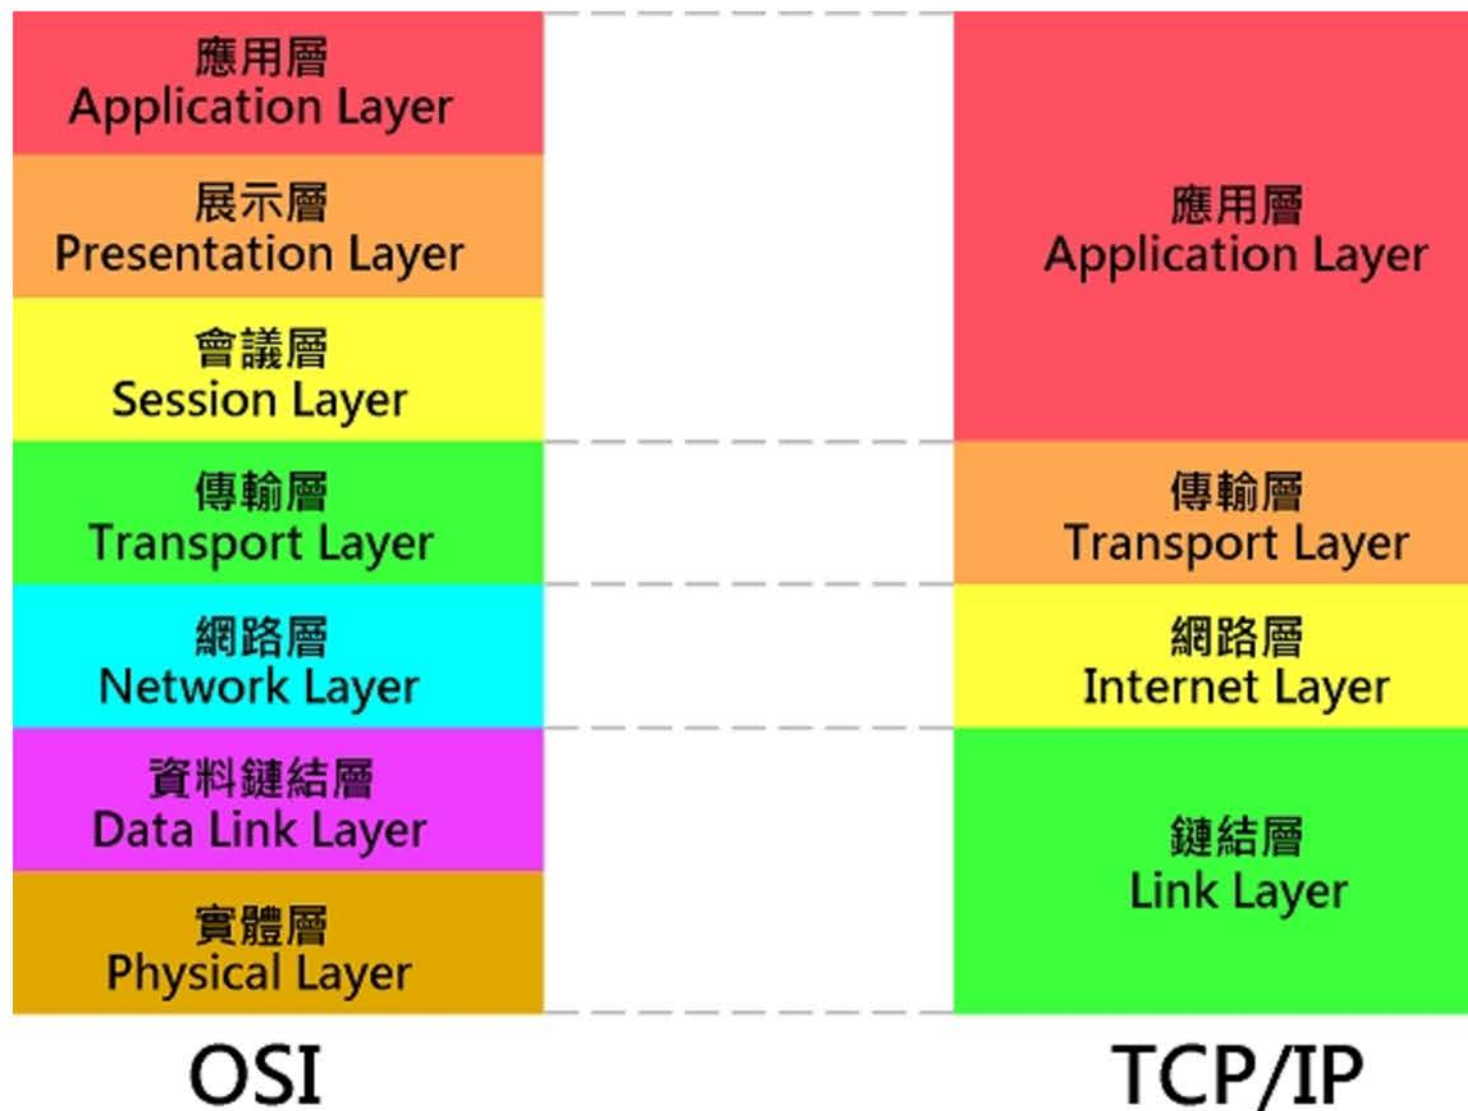 應用層
Application Layer
展示層
Presentation Layer
會議層
Session Layer
傳輸層
Transport Layer
網路層
Network Layer
資料鏈結層
Data Link Layer
實體層
Physical Layer
OSI
應用層
Application Layer
傳輸層
Transport Layer
網路層
Internet Layer
鏈結層
Link Layer
TCP/IP